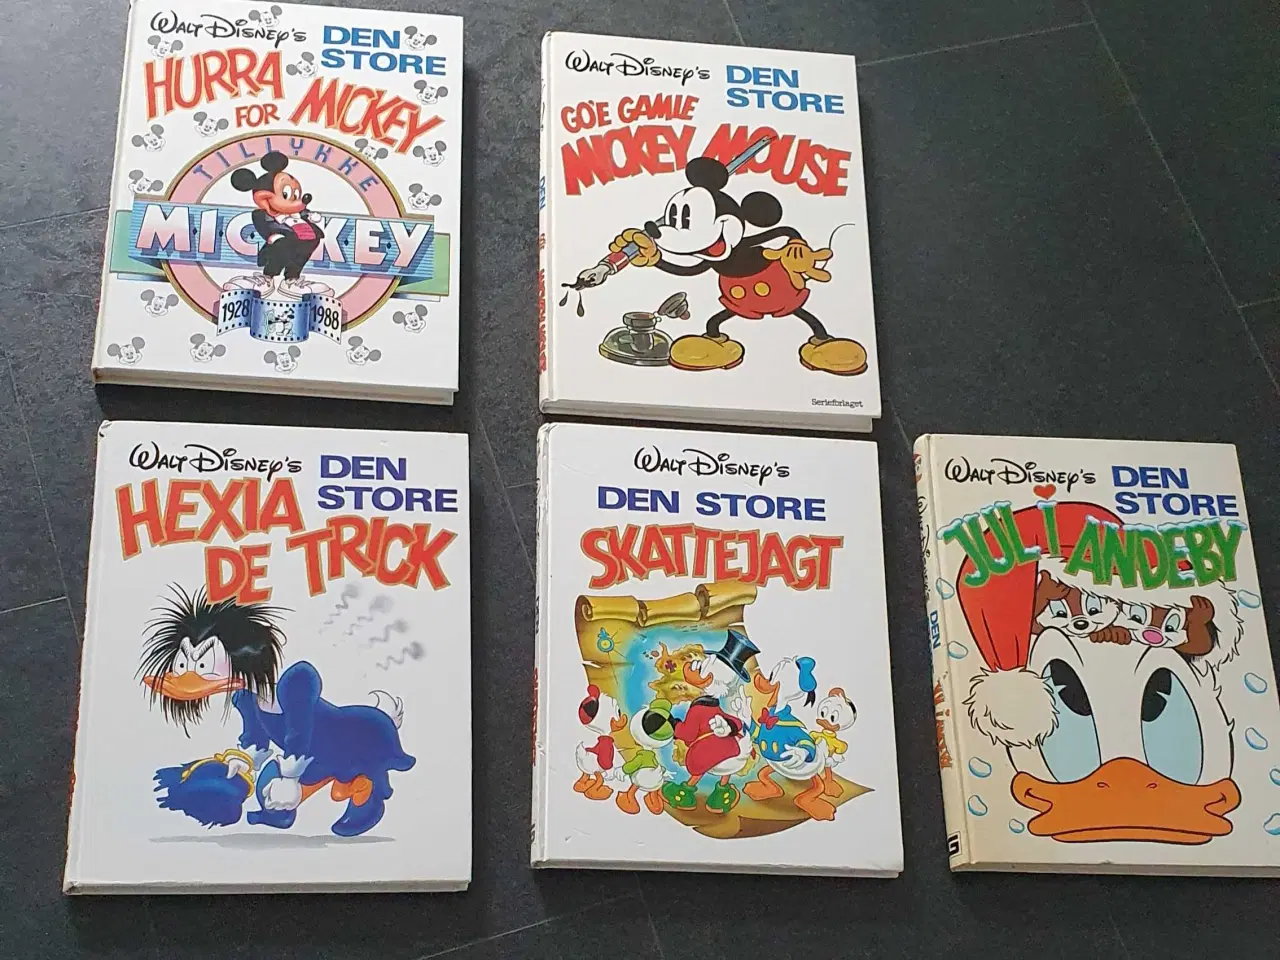 WALT DISNEY'S DEN STORE
HURRA FOR MICKEY
TILLYKKE
MICKEY
1928 1988
WALT DISNEY'S DEN STORE
GO'E GAMLE
MICKEY MOUSE
Serieforlaget
DEN
WALT DISNEY'S DEN STORE
HEXIA DE TRICK
WALT DISNEY'S
DEN STORE
SKATTEJAGT
WALT DISNEY'S DEN STORE
JUL I ANDEBY
DEN